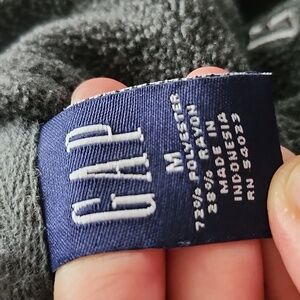 GAP
M
72% POLYESTER
28% RAYON
MADE IN
INDONESIA
RN 54023